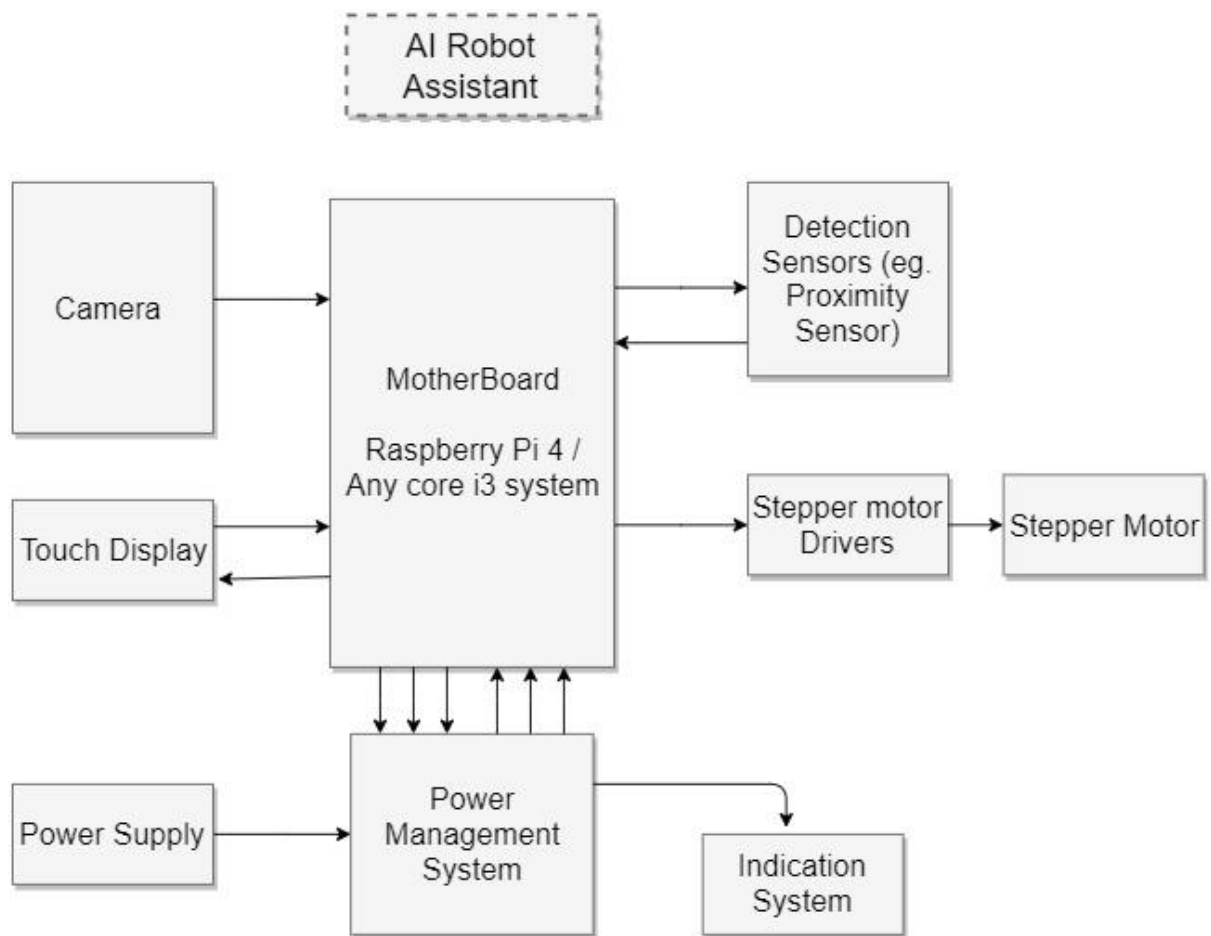 AI Robot
Assistant
Camera
MotherBoard
Raspberry Pi 4 /
Any core i3 system
Detection
Sensors (eg.
Proximity
Sensor)
Touch Display
Stepper motor
Drivers
Stepper Motor
Power Supply
Power
Management
System
Indication
System